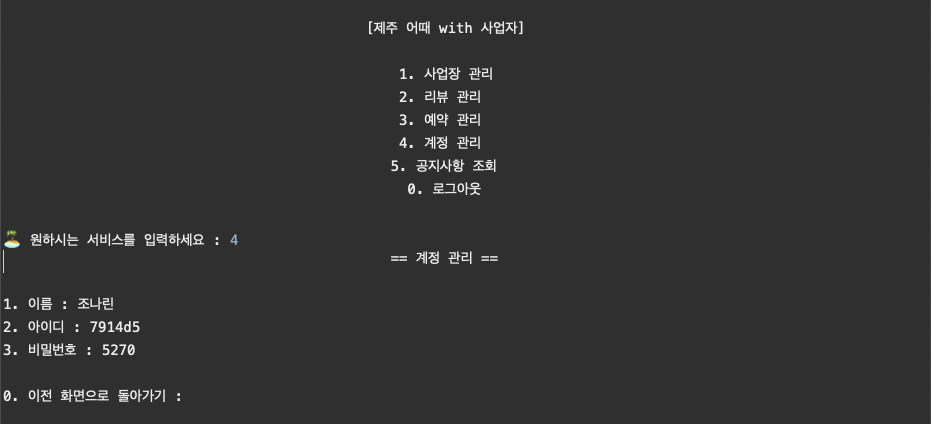 [제주 어때 with 사업자]
1. 사업장 관리
2. 리뷰 관리
3. 예약 관리
4. 계정 관리
5. 공지사항 조회
0. 로그아웃
🏝 원하시는 서비스를 입력하세요 : 4
== 계정 관리 ==
1. 이름 : 조나린
2. 아이디 : 7914d5
3. 비밀번호 : 5270
0. 이전 화면으로 돌아가기 :